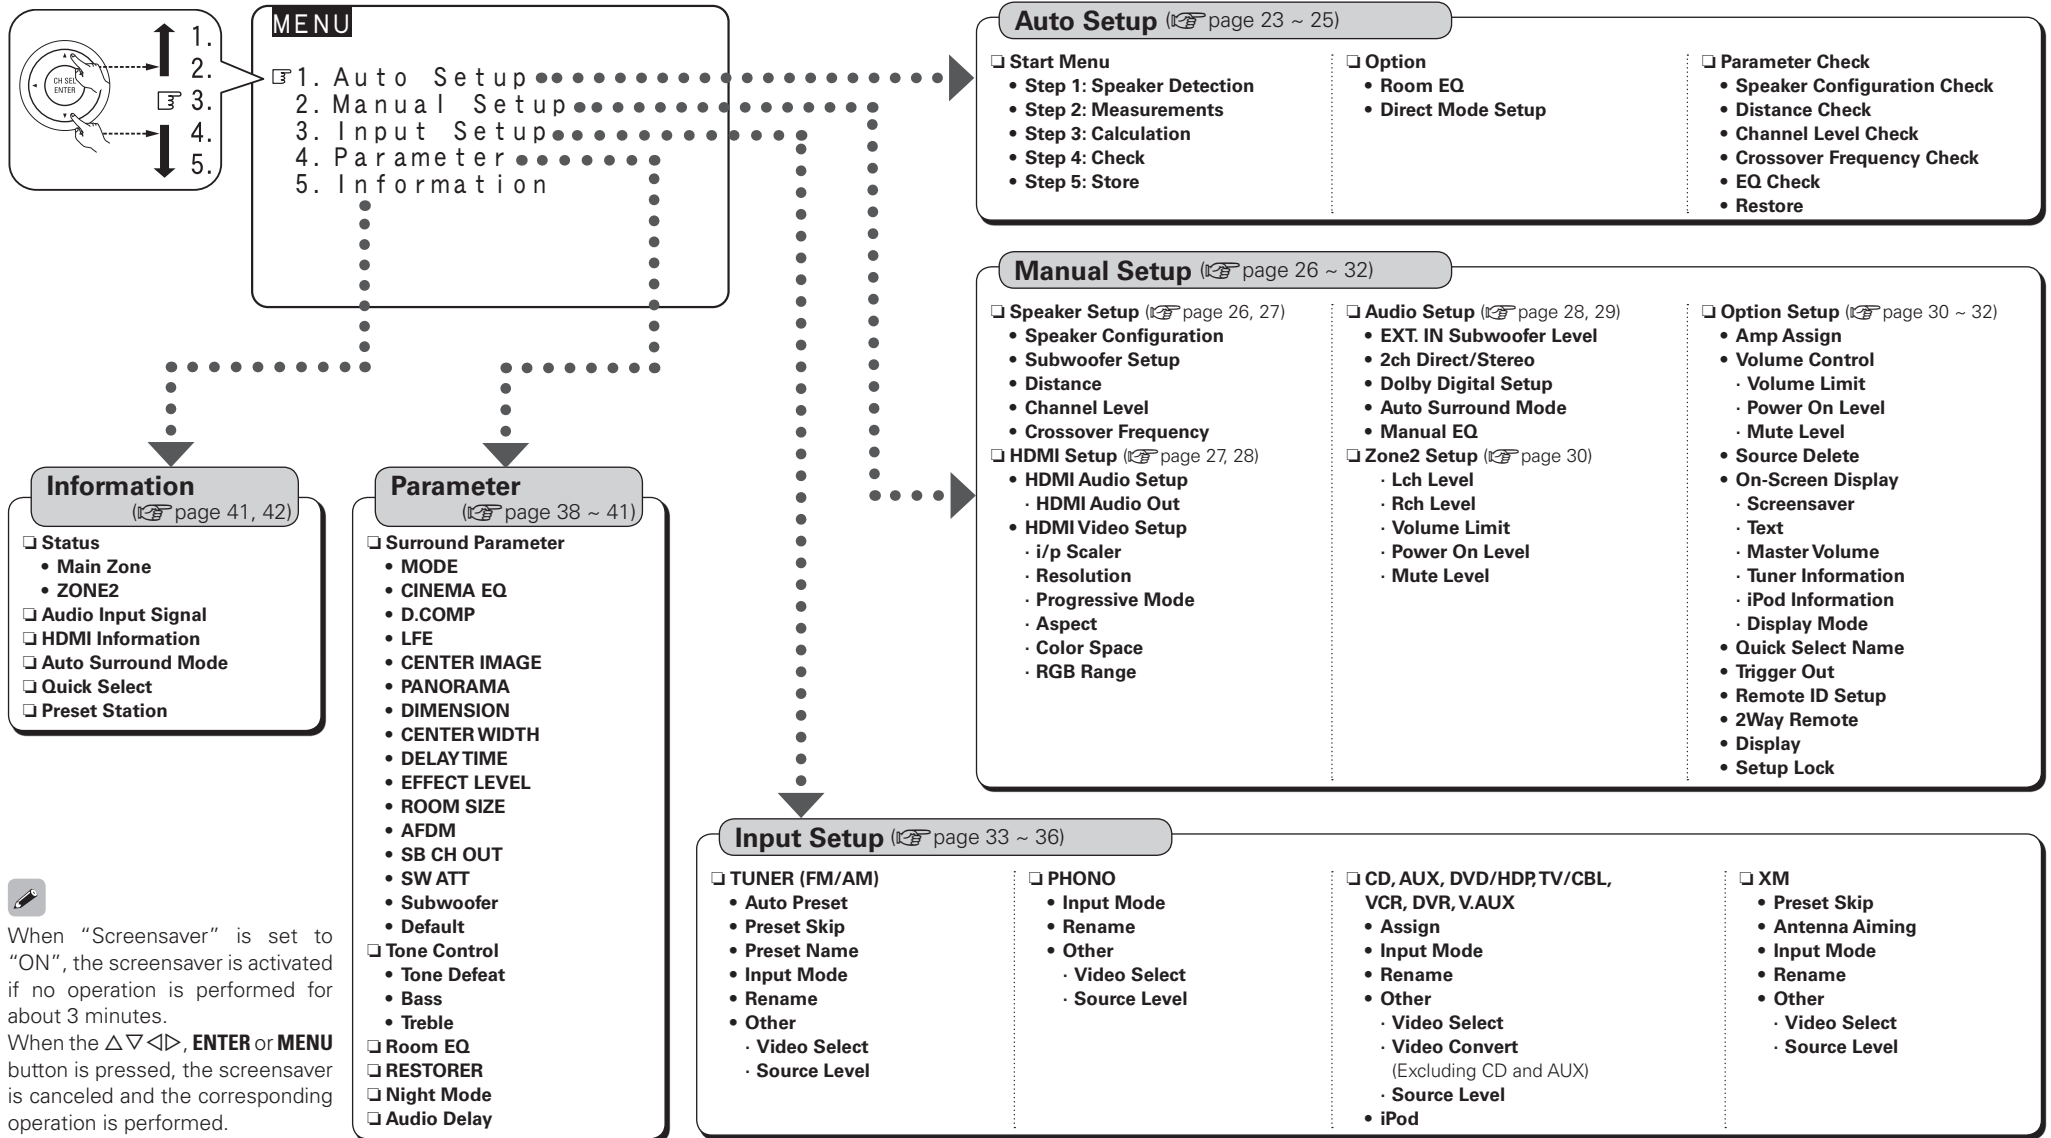 1.
2.
3.
4.
5.
CH SEL
ENTER
MENU
1. Auto Setup
2. Manual Setup
3. Input Setup
4. Parameter
5. Information
Auto Setup (☞ page 23 ~ 25)
❏ Start Menu
• Step 1: Speaker Detection
• Step 2: Measurements
• Step 3: Calculation
• Step 4: Check
• Step 5: Store
❏ Option
• Room EQ
• Direct Mode Setup
❏ Parameter Check
• Speaker Configuration Check
• Distance Check
• Channel Level Check
• Crossover Frequency Check
• EQ Check
• Restore
Manual Setup (☞ page 26 ~ 32)
❏ Speaker Setup (☞ page 26, 27)
• Speaker Configuration
• Subwoofer Setup
• Distance
• Channel Level
• Crossover Frequency
❏ HDMI Setup (☞ page 27, 28)
• HDMI Audio Setup
· HDMI Audio Out
• HDMI Video Setup
· i/p Scaler
· Resolution
· Progressive Mode
· Aspect
· Color Space
· RGB Range
❏ Audio Setup (☞ page 28, 29)
• EXT. IN Subwoofer Level
• 2ch Direct/Stereo
• Dolby Digital Setup
• Auto Surround Mode
• Manual EQ
❏ Zone2 Setup (☞ page 30)
· Lch Level
· Rch Level
· Volume Limit
· Power On Level
· Mute Level
❏ Option Setup (☞ page 30 ~ 32)
• Amp Assign
• Volume Control
· Volume Limit
· Power On Level
· Mute Level
• Source Delete
• On-Screen Display
· Screensaver
· Text
· Master Volume
· Tuner Information
· iPod Information
· Display Mode
• Quick Select Name
• Trigger Out
• Remote ID Setup
• 2Way Remote
• Display
• Setup Lock
Information
(☞ page 41, 42)
❏ Status
• Main Zone
• ZONE2
❏ Audio Input Signal
❏ HDMI Information
❏ Auto Surround Mode
❏ Quick Select
❏ Preset Station
Parameter
(☞ page 38 ~ 41)
❏ Surround Parameter
• MODE
• CINEMA EQ
• D.COMP
• LFE
• CENTER IMAGE
• PANORAMA
• DIMENSION
• CENTER WIDTH
• DELAY TIME
• EFFECT LEVEL
• ROOM SIZE
• AFDM
• SB CH OUT
• SW ATT
• Subwoofer
• Default
❏ Tone Control
• Tone Defeat
• Bass
• Treble
❏ Room EQ
❏ RESTORER
❏ Night Mode
❏ Audio Delay
Input Setup (☞ page 33 ~ 36)
❏ TUNER (FM/AM)
• Auto Preset
• Preset Skip
• Preset Name
• Input Mode
• Rename
• Other
· Video Select
· Source Level
❏ PHONO
• Input Mode
• Rename
• Other
· Video Select
· Source Level
❏ CD, AUX, DVD/HDP, TV/CBL,
VCR, DVR, V.AUX
• Assign
• Input Mode
• Rename
• Other
· Video Select
· Video Convert
(Excluding CD and AUX)
· Source Level
• iPod
❏ XM
• Preset Skip
• Antenna Aiming
• Input Mode
• Rename
• Other
· Video Select
· Source Level
When “Screensaver” is set to
“ON”, the screensaver is activated
if no operation is performed for
about 3 minutes.
When the △▽◁▷, ENTER or MENU
button is pressed, the screensaver
is canceled and the corresponding
operation is performed.